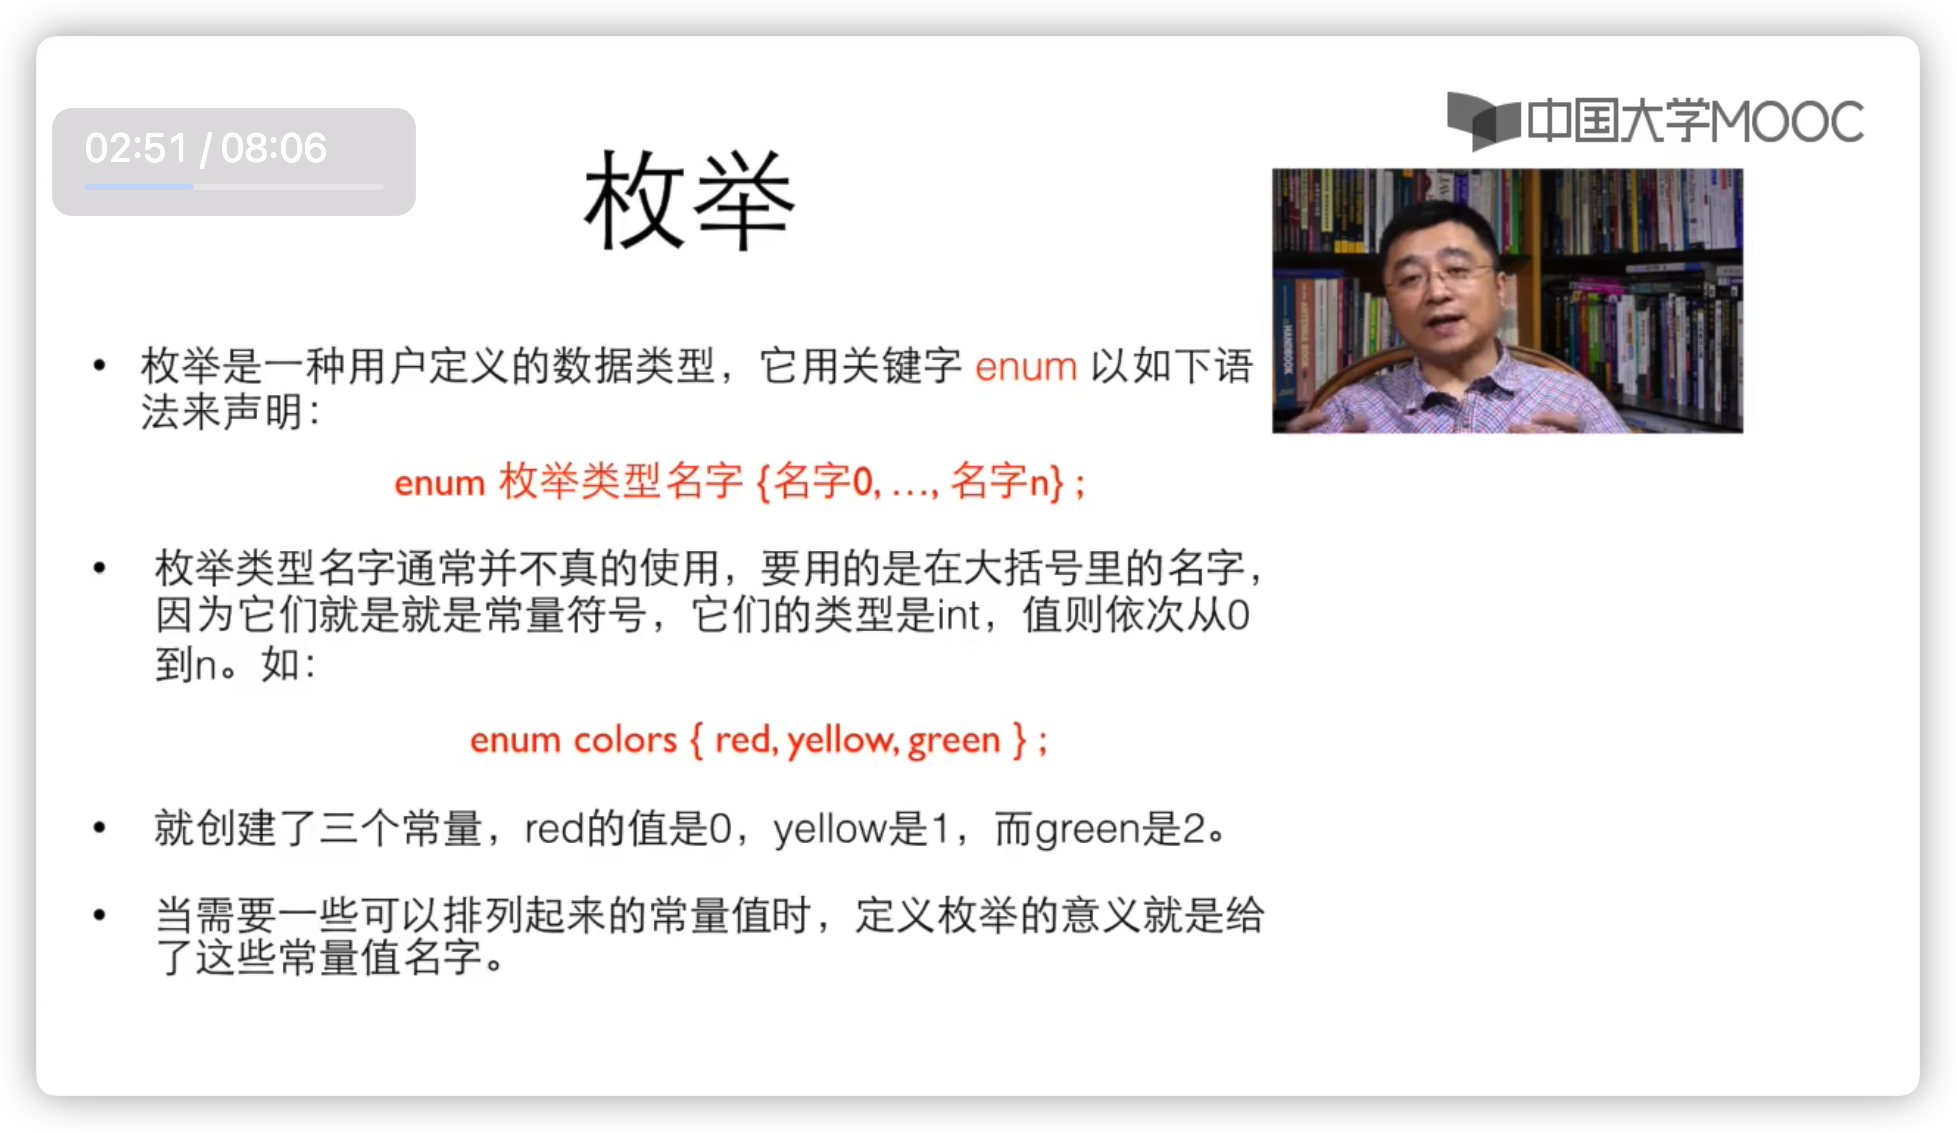 02:51 / 08:06
中国大学MOOC
枚举
• 枚举是一种用户定义的数据类型，它用关键字 enum 以如下语
法来声明：
enum 枚举类型名字 {名字0, …, 名字n} ;
• 枚举类型名字通常并不真的使用，要用的是在大括号里的名字，
因为它们就是就是常量符号，它们的类型是int，值则依次从0
到n。如：
enum colors { red, yellow, green } ;
• 就创建了三个常量，red的值是0，yellow是1，而green是2。
• 当需要一些可以排列起来的常量值时，定义枚举的意义就是给
了这些常量值名字。